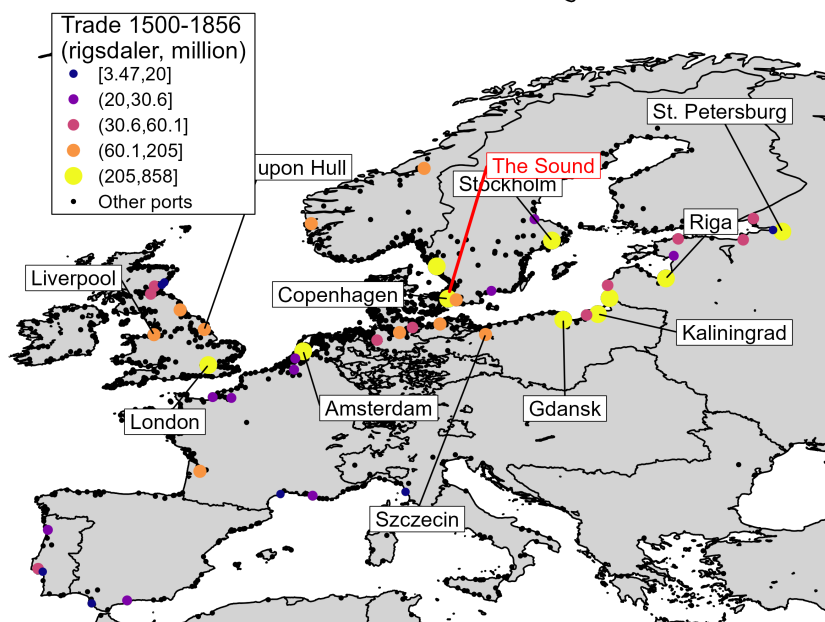 Trade 1500-1856
(rigsdaler, million)
[3.47,20]
(20,30.6]
(30.6,60.1]
(60.1,205]
(205,858]
Other ports
St. Petersburg
upon Hull
The Sound
Stockholm
Riga
Liverpool
Copenhagen
Kaliningrad
Amsterdam
Gdansk
London
Szczecin